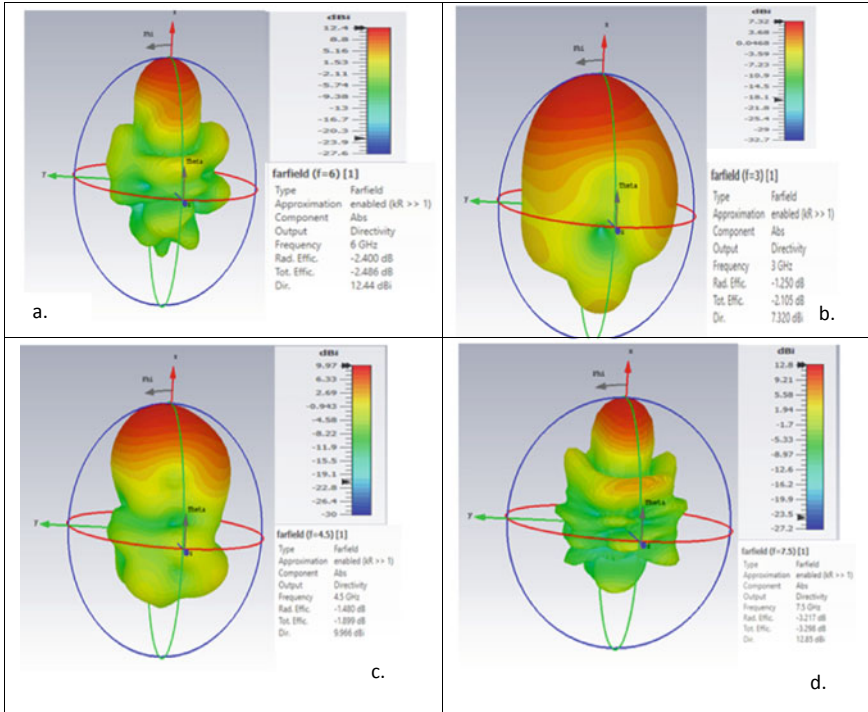 dBi
12.4
8.8
5.16
1.53
-2.11
-5.74
-9.38
-13
-16.7
-20.3
-23.9
-27.6
x
Phi
y
Theta
farfield (f=6) [1]
Type Farfield
Approximation enabled (kR >> 1)
Component Abs
Output Directivity
Frequency 6 GHz
Rad. Effic. -2.400 dB
Tot. Effic. -2.486 dB
Dir. 12.44 dBi
a.
dBi
7.32
3.68
0.0468
-3.59
-7.23
-10.9
-14.5
-18.1
-21.8
-25.4
-29
-32.7
x
Phi
y
Theta
farfield (f=3) [1]
Type Farfield
Approximation enabled (kR >> 1)
Component Abs
Output Directivity
Frequency 3 GHz
Rad. Effic. -1.250 dB
Tot. Effic. -2.105 dB
Dir. 7.320 dBi
b.
dBi
9.97
6.33
2.69
-0.943
-4.58
-8.22
-11.9
-15.5
-19.1
-22.8
-26.4
-30
x
Phi
y
Theta
farfield (f=4.5) [1]
Type Farfield
Approximation enabled (kR >> 1)
Component Abs
Output Directivity
Frequency 4.5 GHz
Rad. Effic. -1.480 dB
Tot. Effic. -1.899 dB
Dir. 9.966 dBi
c.
dBi
12.8
9.21
5.58
1.94
-1.7
-5.33
-8.97
-12.6
-16.2
-19.9
-23.5
-27.2
x
Phi
y
Theta
farfield (f=7.5) [1]
Type Farfield
Approximation enabled (kR >> 1)
Component Abs
Output Directivity
Frequency 7.5 GHz
Rad. Effic. -3.217 dB
Tot. Effic. -3.298 dB
Dir. 12.85 dBi
d.